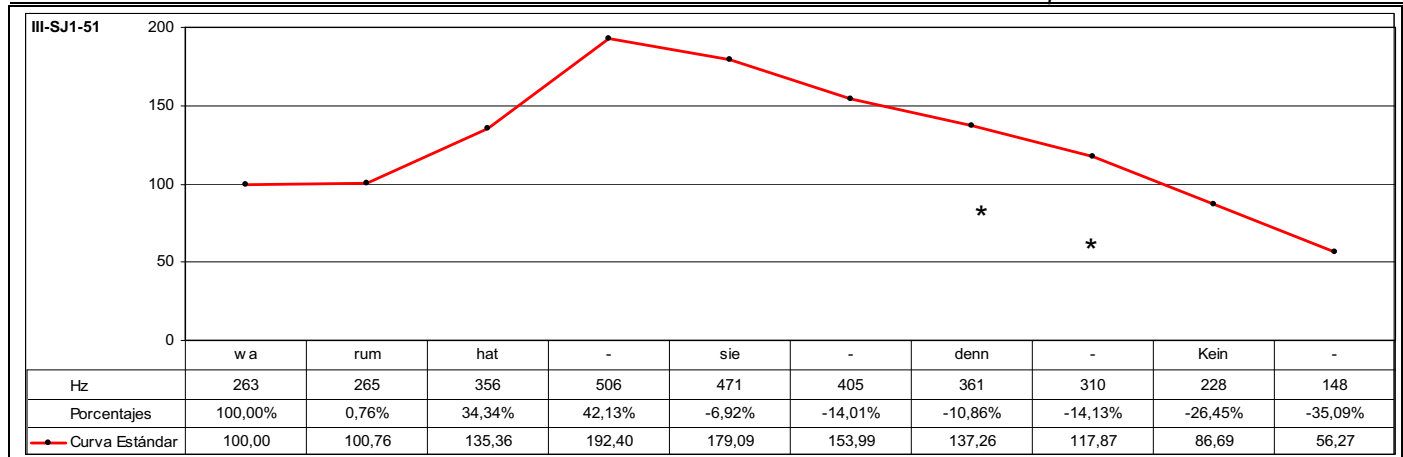 III-SJ1-51
200
150
100
50
0
wa rum hat - sie - denn - Kein -
Hz 263 265 356 506 471 405 361 310 228 148
Porcentajes 100,00% 0,76% 34,34% 42,13% -6,92% -14,01% -10,86% -14,13% -26,45% -35,09%
Curva Estándar 100,00 100,76 135,36 192,40 179,09 153,99 137,26 117,87 86,69 56,27
*
*